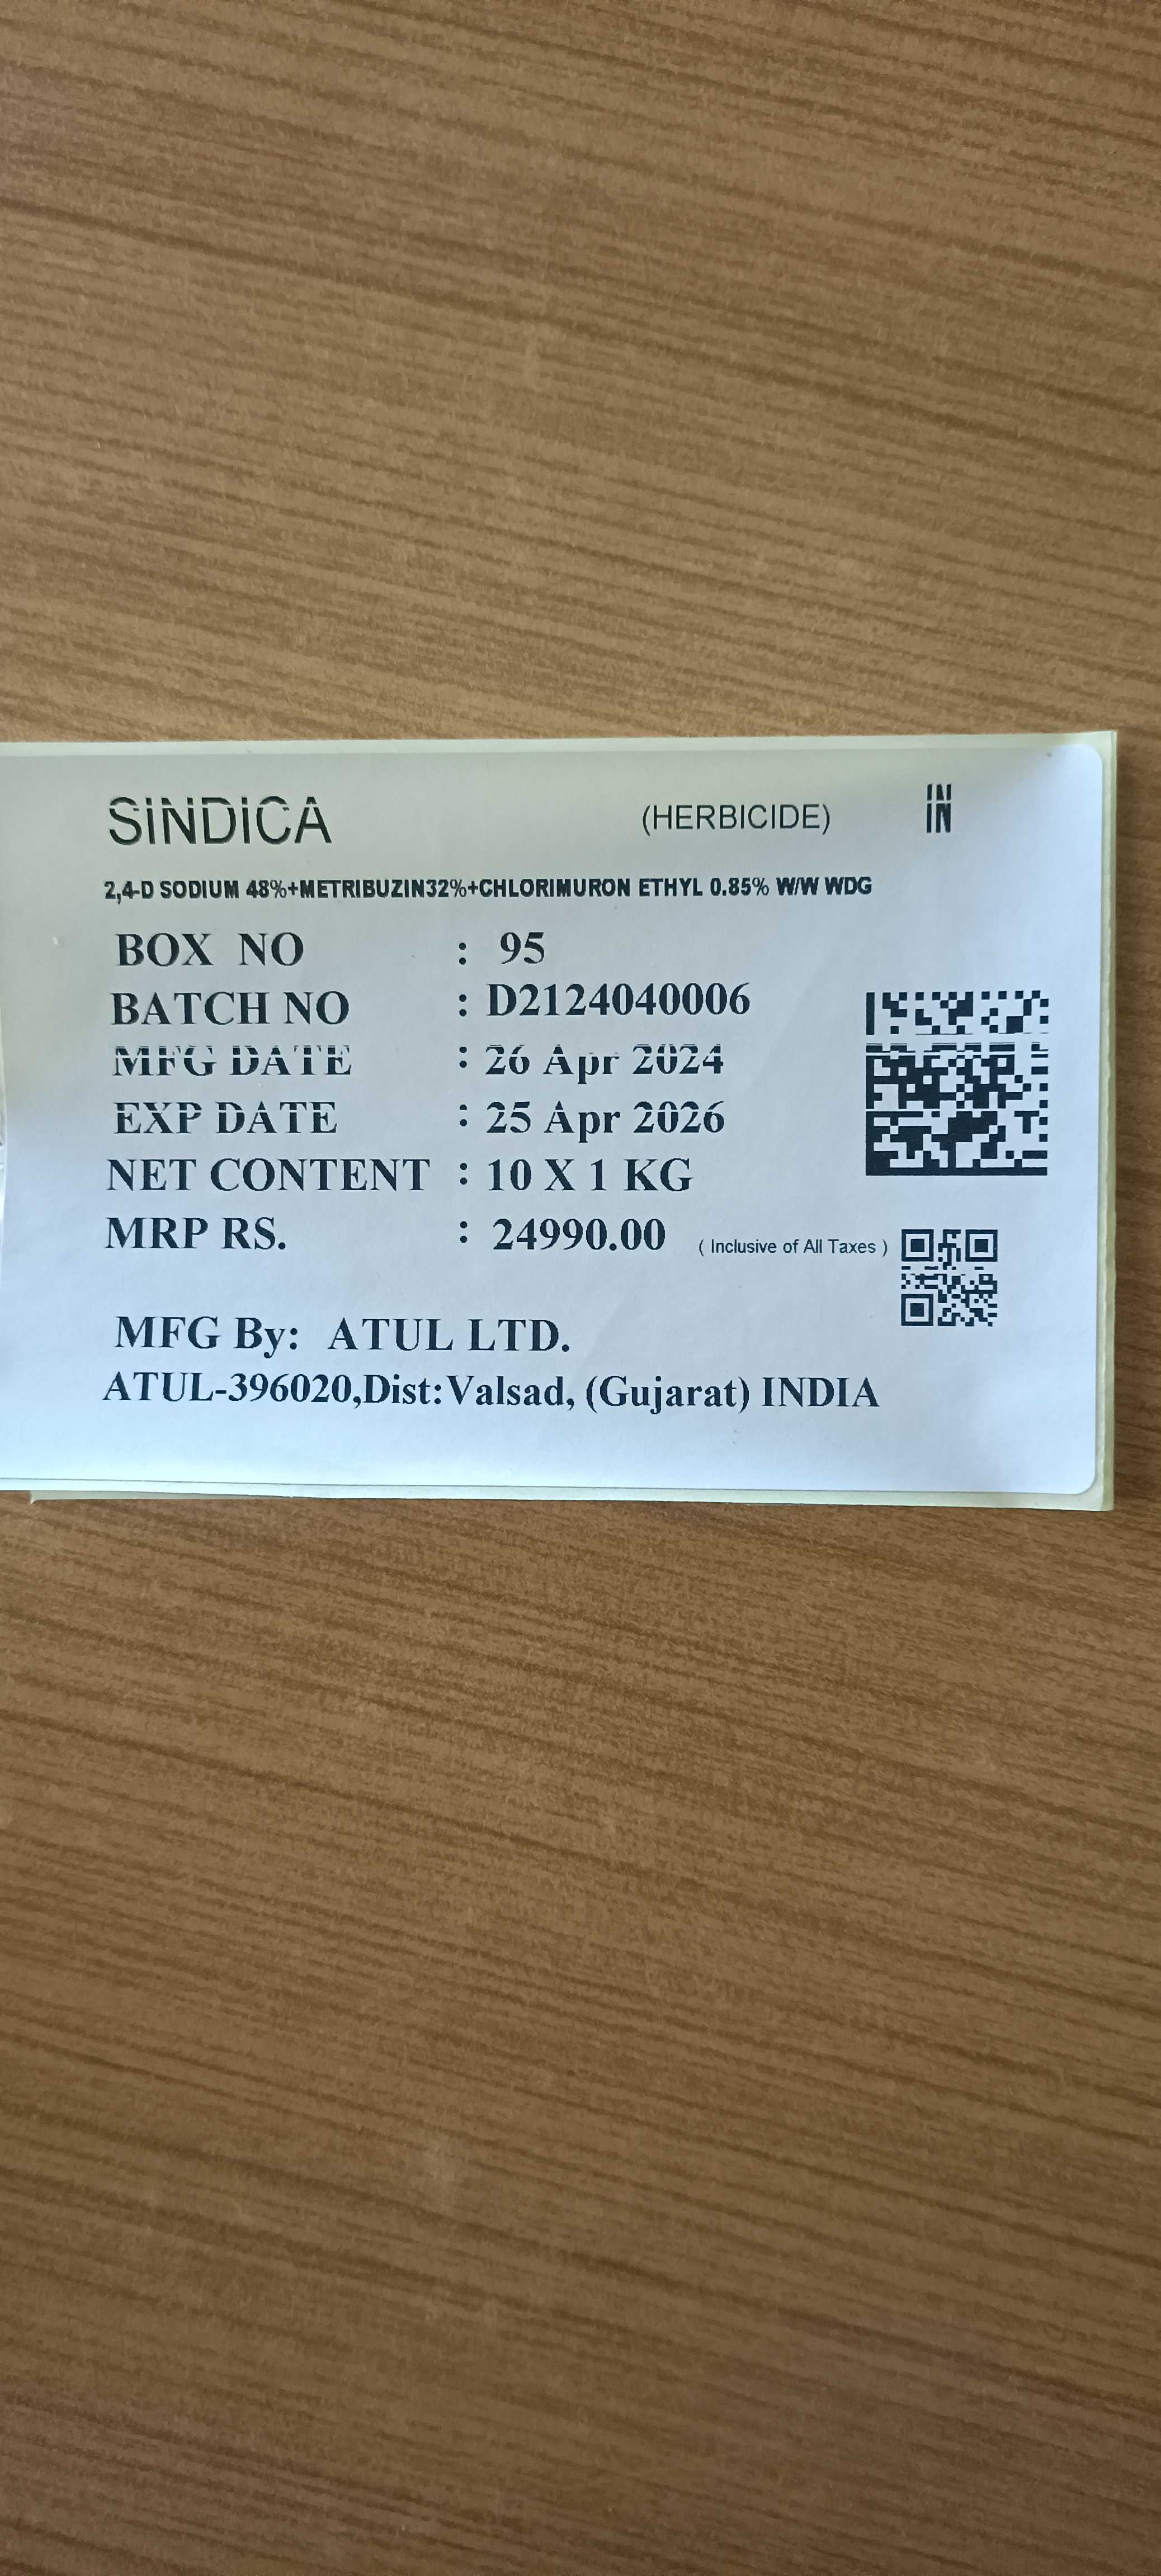 SINDICA (HERBICIDE) IN
2,4-D SODIUM 48%+METRIBUZIN32%+CHLORIMURON ETHYL 0.85% W/W WDG
BOX NO : 95
BATCH NO : D2124040006
MFG DATE : 26 Apr 2024
EXP DATE : 25 Apr 2026
NET CONTENT : 10 X 1 KG
MRP RS. : 24990.00 ( Inclusive of All Taxes )
MFG By: ATUL LTD.
ATUL-396020,Dist:Valsad, (Gujarat) INDIA